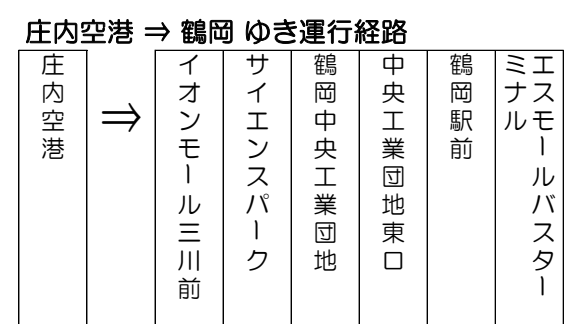 庄内空港 ⇒ 鶴岡 ゆき運行経路
庄内空港
⇒
イオンモール三川前
サイエンスパーク
鶴岡中央工業団地
中央工業団地東口
鶴岡駅前
エスモールバスター
ミナル